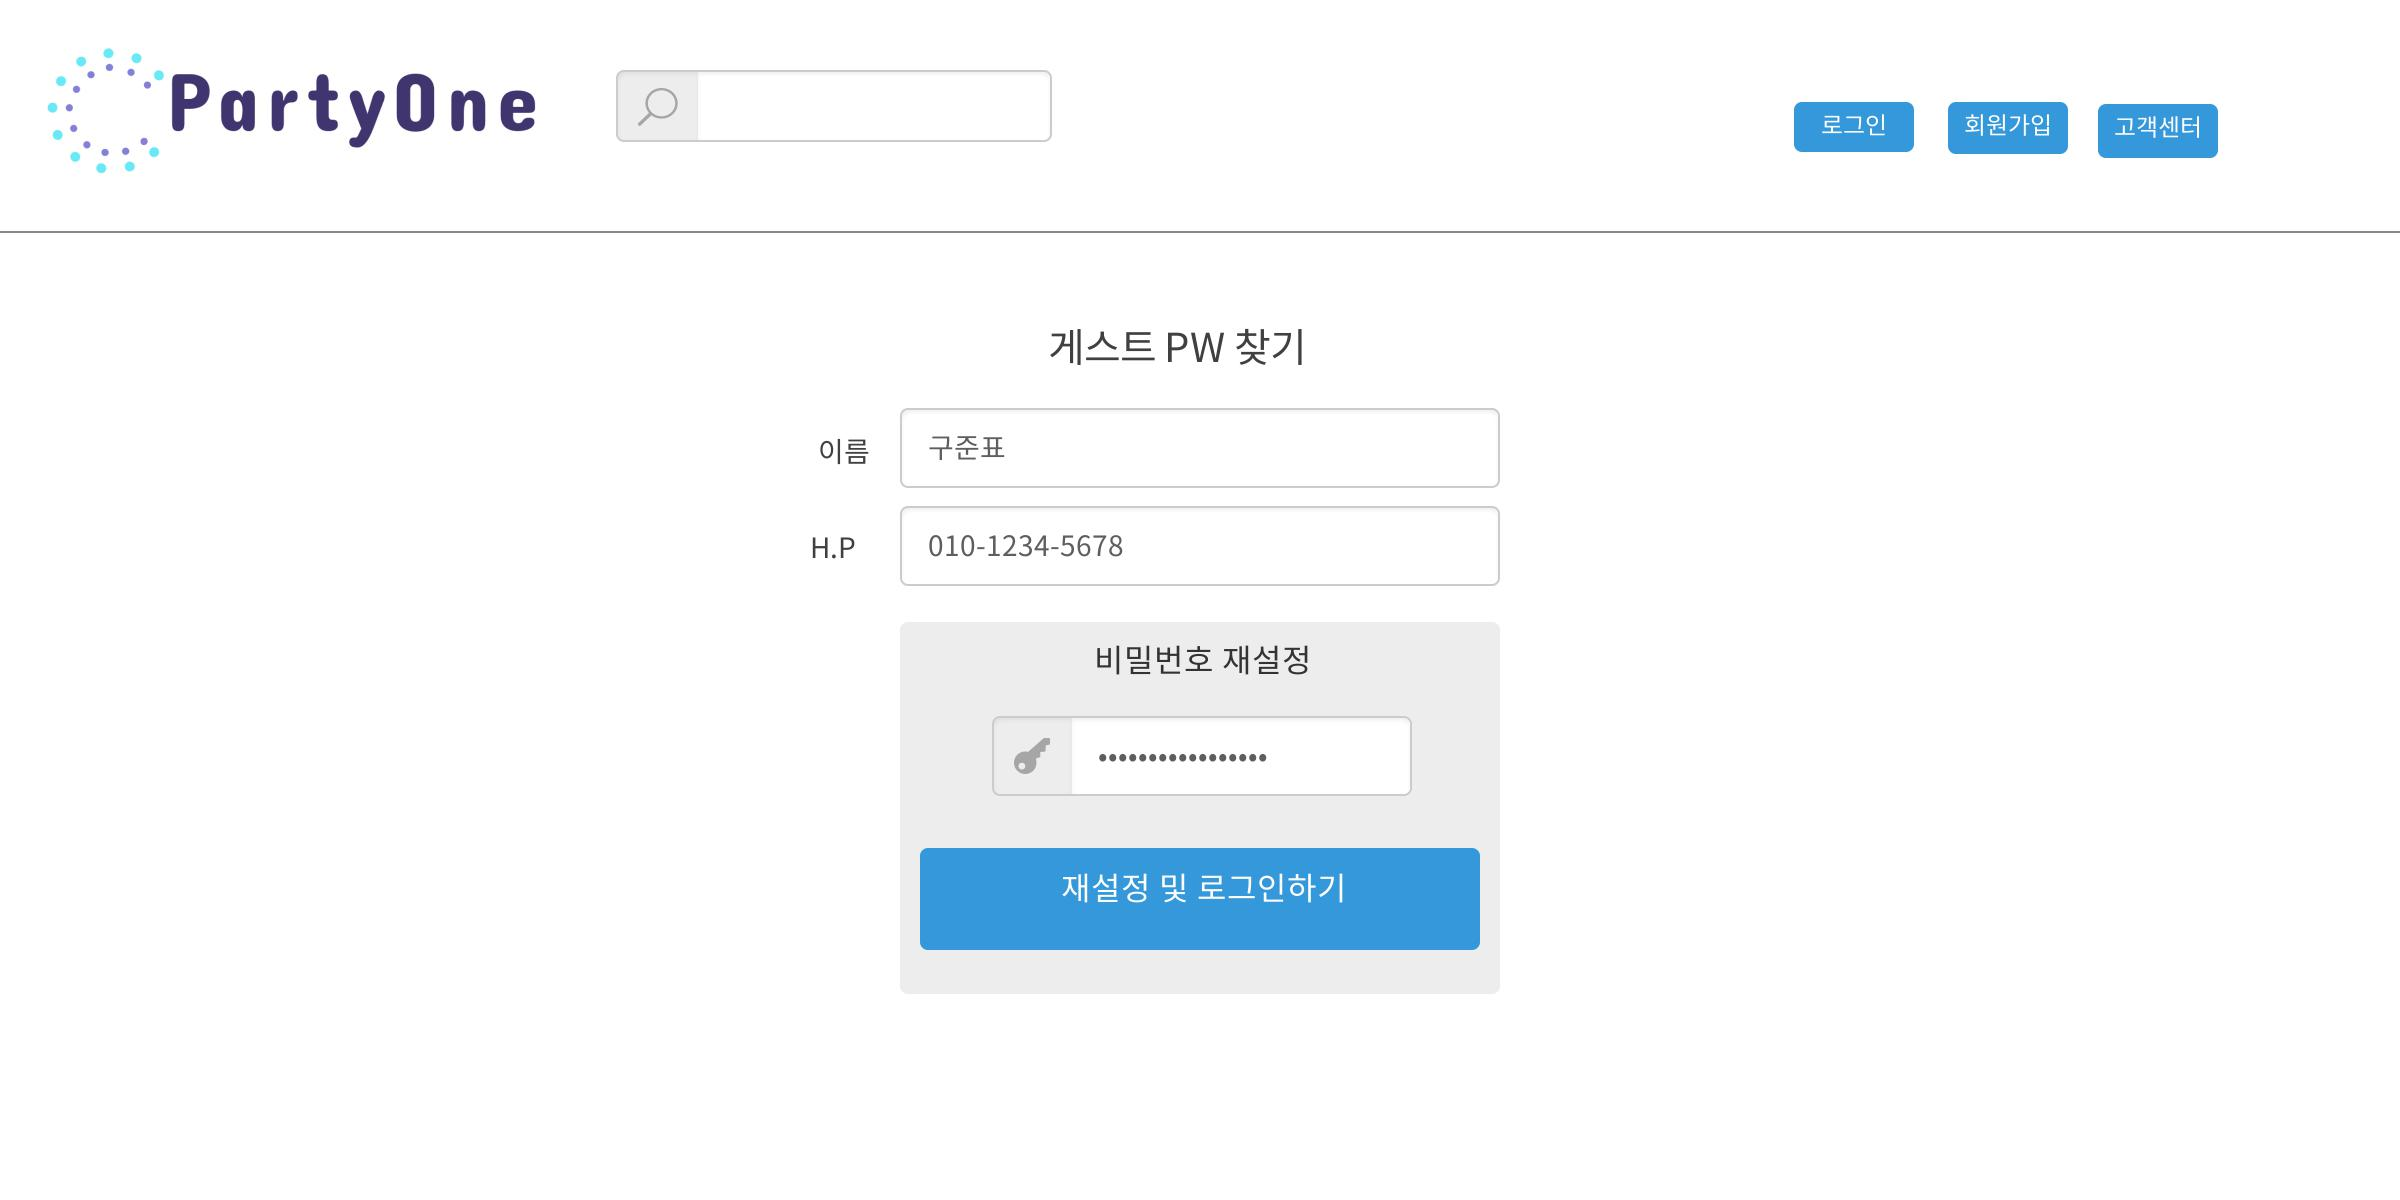 PartyOne
로그인
회원가입
고객센터
게스트 PW 찾기
이름
구준표
H.P
010-1234-5678
비밀번호 재설정
•••••••••••••••••
재설정 및 로그인하기